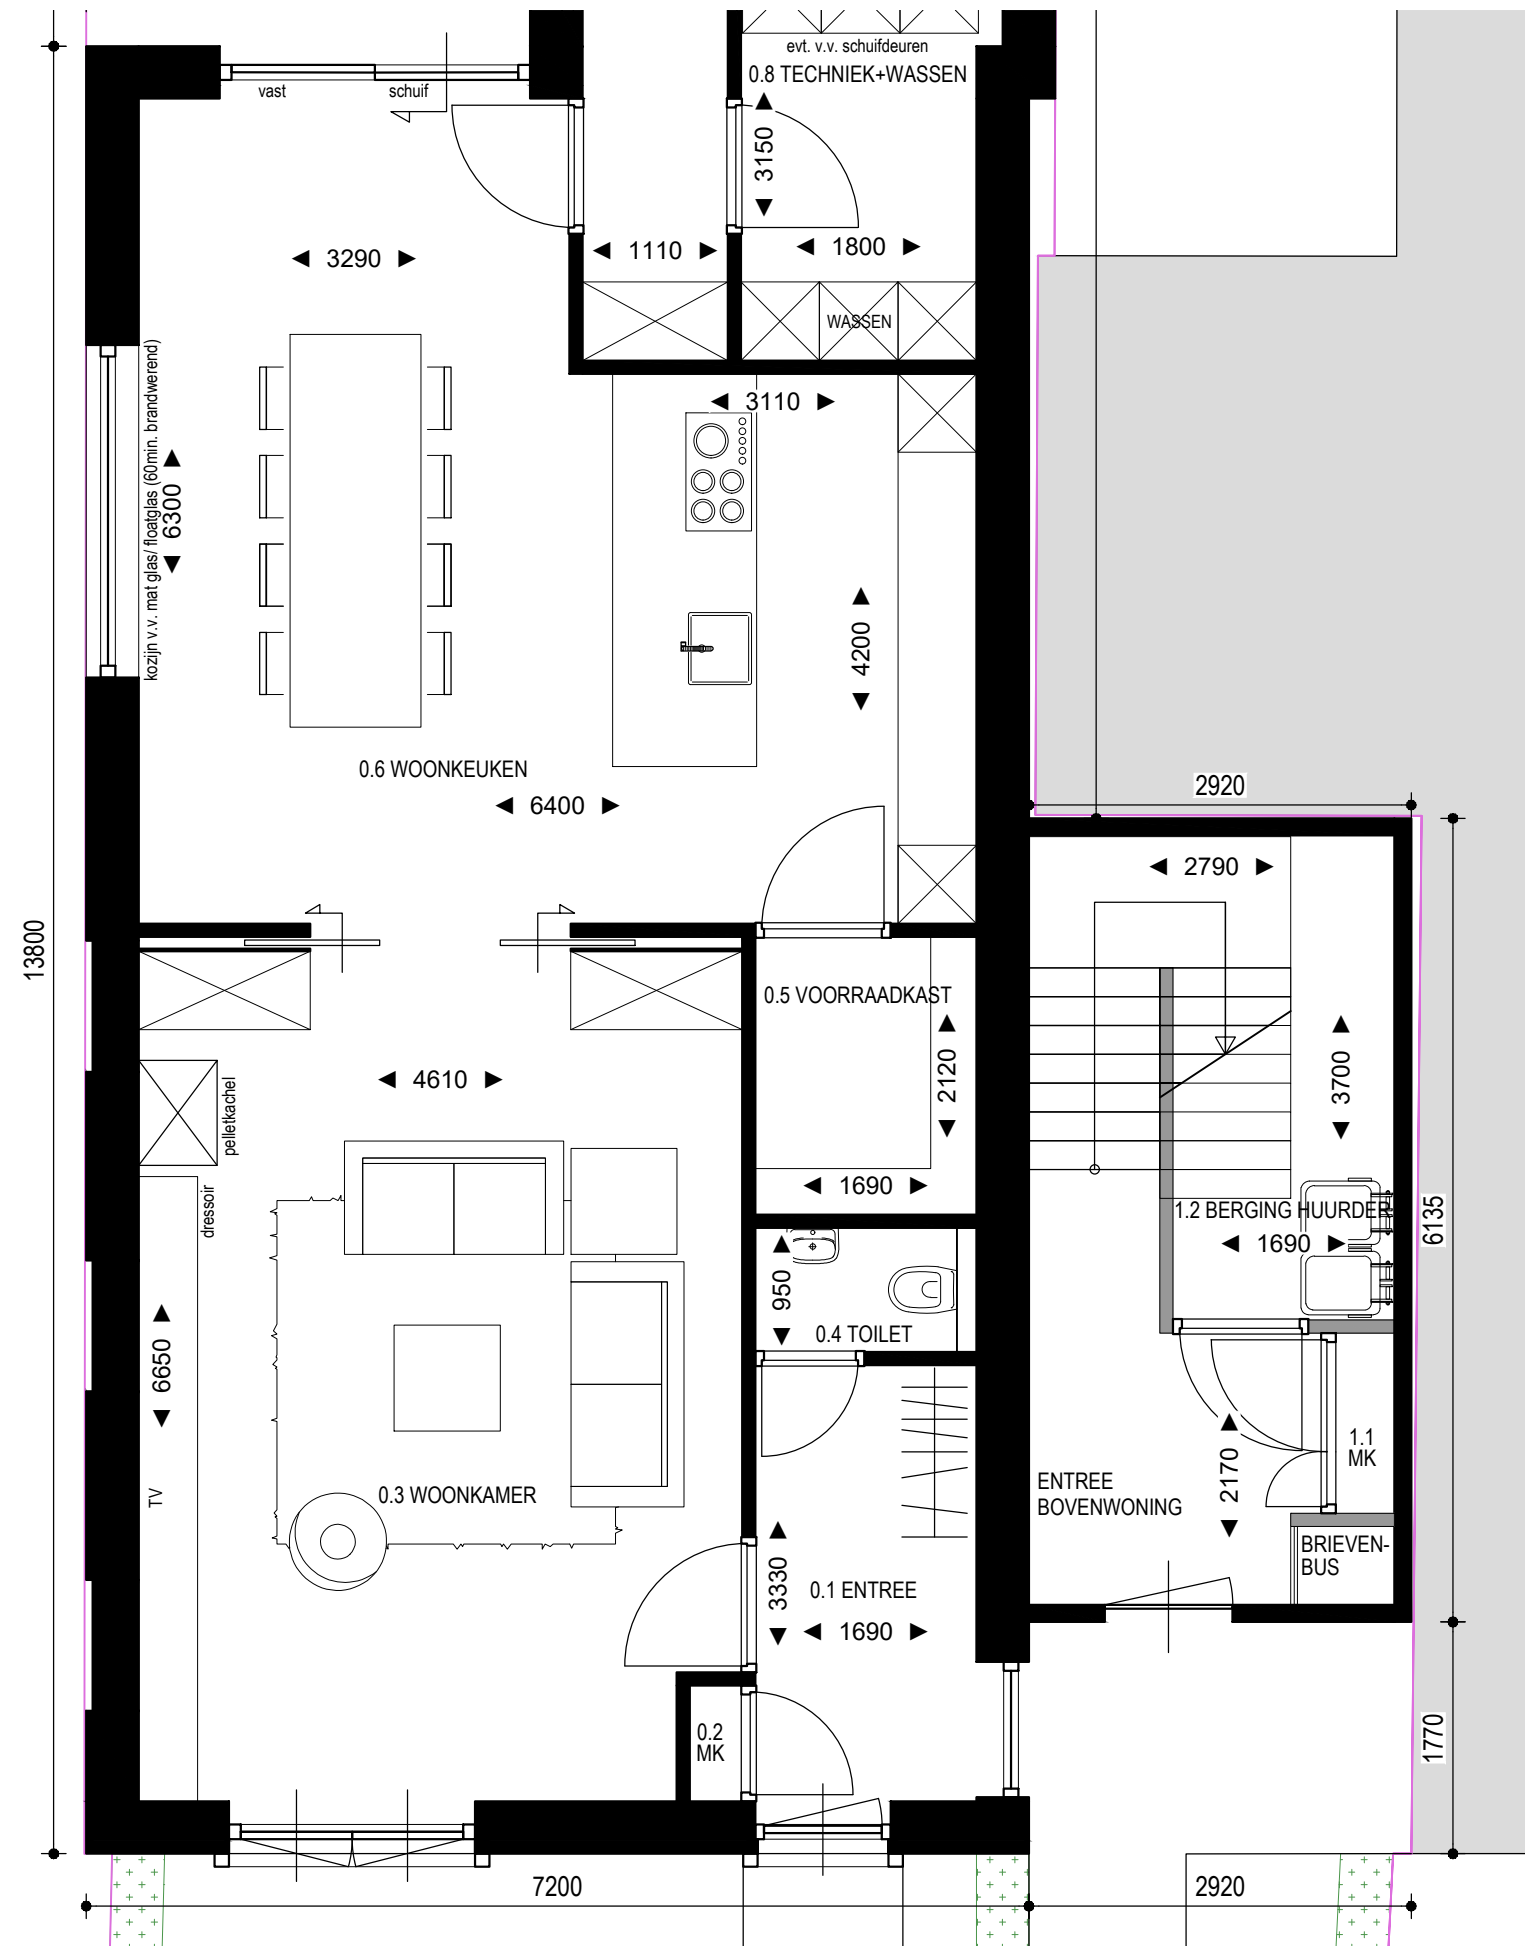 evt. v.v. schuifdeuren
0.8 TECHNIEK+WASSEN
vast
schuif
3150
3290
1110
1800
WASSEN
kozijn v.v. mat glas/ floatglas (60min. brandwerend)
6300
3110
4200
0.6 WOONKEUKEN
6400
2920
2790
13800
0.5 VOORRAADKAST
2120
4610
3700
pelletkachel
1690
dressoir
1.2 BERGING HUURDER
1690
6135
950
0.4 TOILET
6650
TV
0.3 WOONKAMER
2170
1.1
MK
ENTREE
BOVENWONING
BRIEVEN-
BUS
3330
0.1 ENTREE
1690
0.2
MK
1770
7200
2920